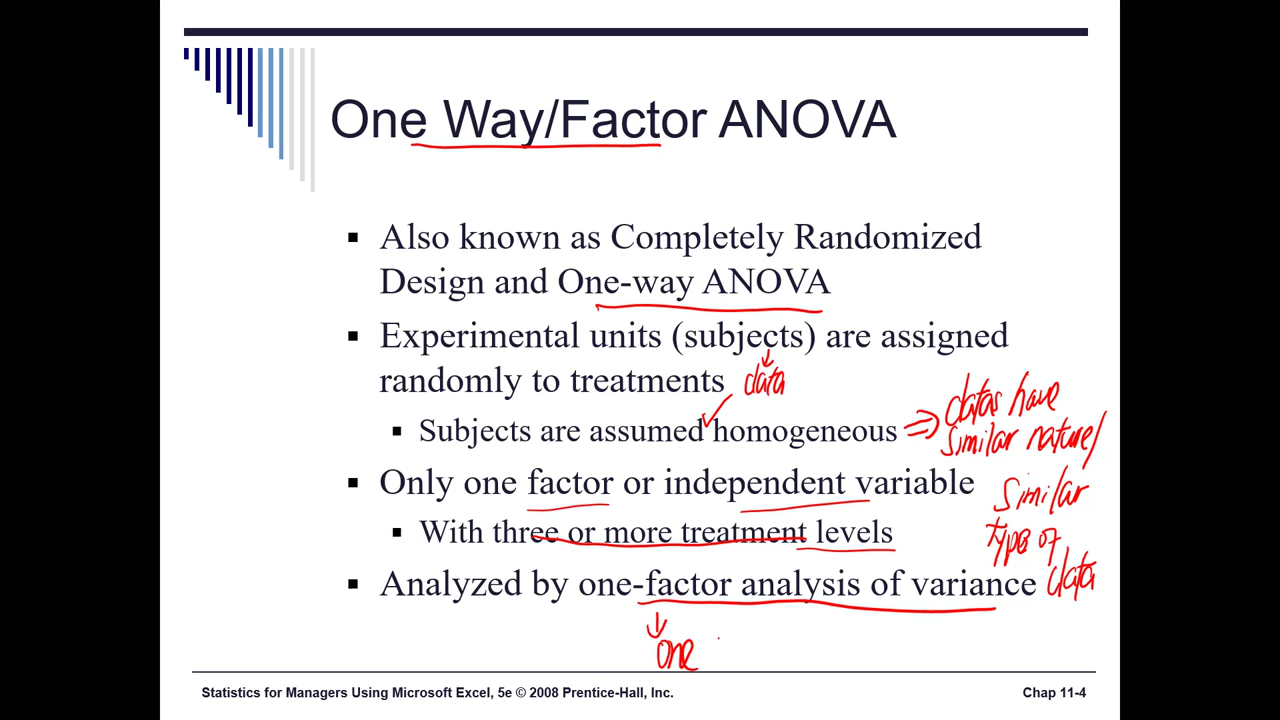 One Way/Factor ANOVA
Also known as Completely Randomized
Design and One-way ANOVA
Experimental units (subjects) are assigned
randomly to treatments
data
Subjects are assumed homogeneous
datas have
similar nature/
similar
type of
data
Only one factor or independent variable
With three or more treatment levels
Analyzed by one-factor analysis of variance
one
Statistics for Managers Using Microsoft Excel, 5e © 2008 Prentice-Hall, Inc.
Chap 11-4